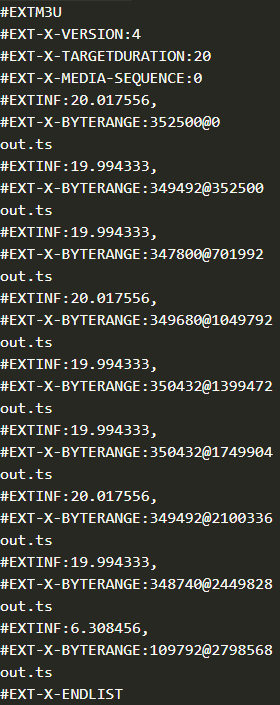 #EXTM3U
#EXT-X-VERSION:4
#EXT-X-TARGETDURATION:20
#EXT-X-MEDIA-SEQUENCE:0
#EXTINF:20.017556,
#EXT-X-BYTERANGE:352500@0
out.ts
#EXTINF:19.994333,
#EXT-X-BYTERANGE:349492@352500
out.ts
#EXTINF:19.994333,
#EXT-X-BYTERANGE:347800@701992
out.ts
#EXTINF:20.017556,
#EXT-X-BYTERANGE:349680@1049792
out.ts
#EXTINF:19.994333,
#EXT-X-BYTERANGE:350432@1399472
out.ts
#EXTINF:19.994333,
#EXT-X-BYTERANGE:350432@1749904
out.ts
#EXTINF:20.017556,
#EXT-X-BYTERANGE:349492@2100336
out.ts
#EXTINF:19.994333,
#EXT-X-BYTERANGE:348740@2449828
out.ts
#EXTINF:6.308456,
#EXT-X-BYTERANGE:109792@2798568
out.ts
#EXT-X-ENDLIST